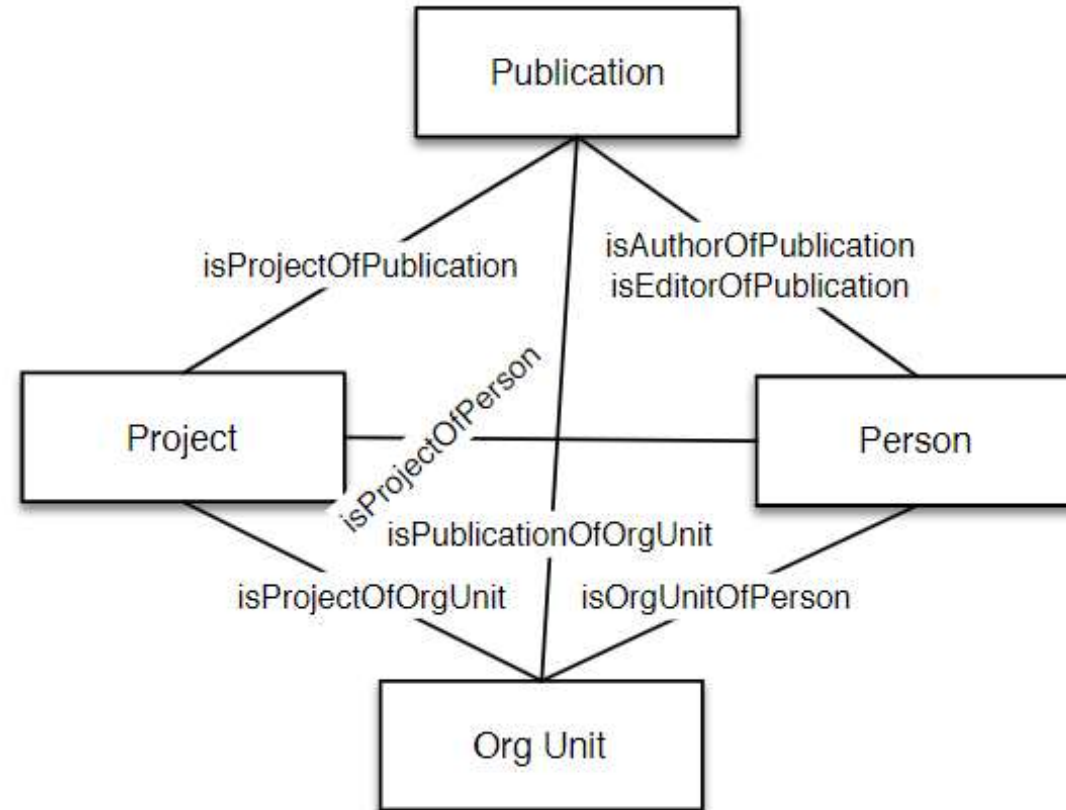 Publication
isProjectOfPublication
isAuthorOfPublication
isEditorOfPublication
isProjectOfPerson
Project
Person
isPublicationOfOrgUnit
isProjectOfOrgUnit
isOrgUnitOfPerson
Org Unit